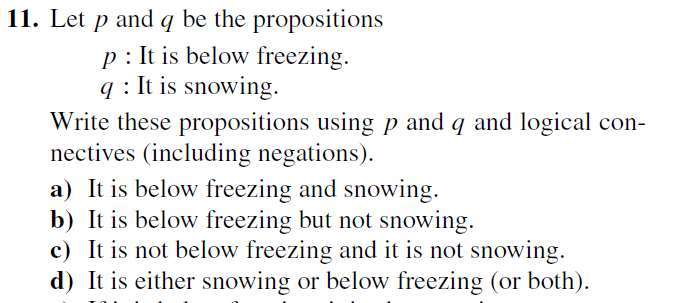 11. Let p and q be the propositions
p : It is below freezing.
q : It is snowing.
Write these propositions using p and q and logical con-
nectives (including negations).
a) It is below freezing and snowing.
b) It is below freezing but not snowing.
c) It is not below freezing and it is not snowing.
d) It is either snowing or below freezing (or both).